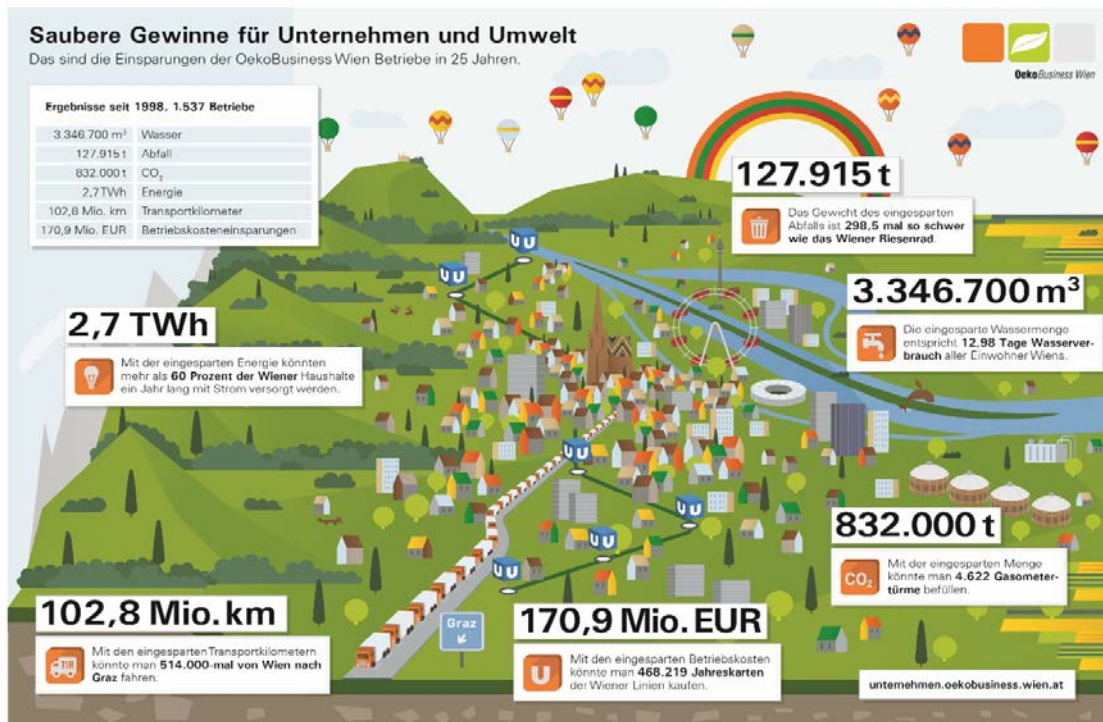 Saubere Gewinne für Unternehmen und Umwelt
Das sind die Einsparungen der OekoBusiness Wien Betriebe in 25 Jahren.
OekoBusiness Wien
Ergebnisse seit 1998, 1.537 Betriebe
3.346.700 m³ Wasser
127.915 t Abfall
832.000 t CO₂
2,7 TWh Energie
102,8 Mio. km Transportkilometer
170,9 Mio. EUR Betriebskosteneinsparungen
127.915 t
Das Gewicht des eingesparten
Abfalls ist 298,5 mal so schwer
wie das Wiener Riesenrad.
3.346.700 m³
Die eingesparte Wassermenge
entspricht 12,98 Tage Wasserver-
brauch aller Einwohner Wiens.
2,7 TWh
Mit der eingesparten Energie könnten
mehr als 60 Prozent der Wiener Haushalte
ein Jahr lang mit Strom versorgt werden.
U U
U U
U U
U U
U U
U U
832.000 t
CO₂
Mit der eingesparten Menge
könnte man 4.622 Gasometer-
türme befüllen.
102,8 Mio. km
TIR
Mit den eingesparten Transportkilometern
könnte man 514.000-mal von Wien nach
Graz fahren.
Graz
170,9 Mio. EUR
U
Mit den eingesparten Betriebskosten
könnte man 468.219 Jahreskarten
der Wiener Linien kaufen.
unternehmen.oekobusiness.wien.at